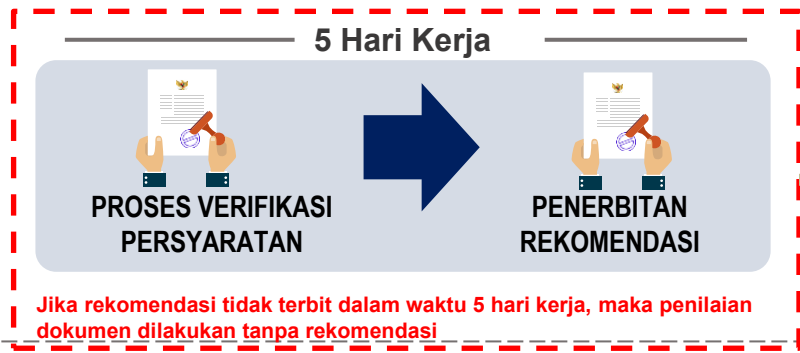 5 Hari Kerja
PROSES VERIFIKASI
PERSYARATAN
PENERBITAN
REKOMENDASI
Jika rekomendasi tidak terbit dalam waktu 5 hari kerja, maka penilaian
dokumen dilakukan tanpa rekomendasi